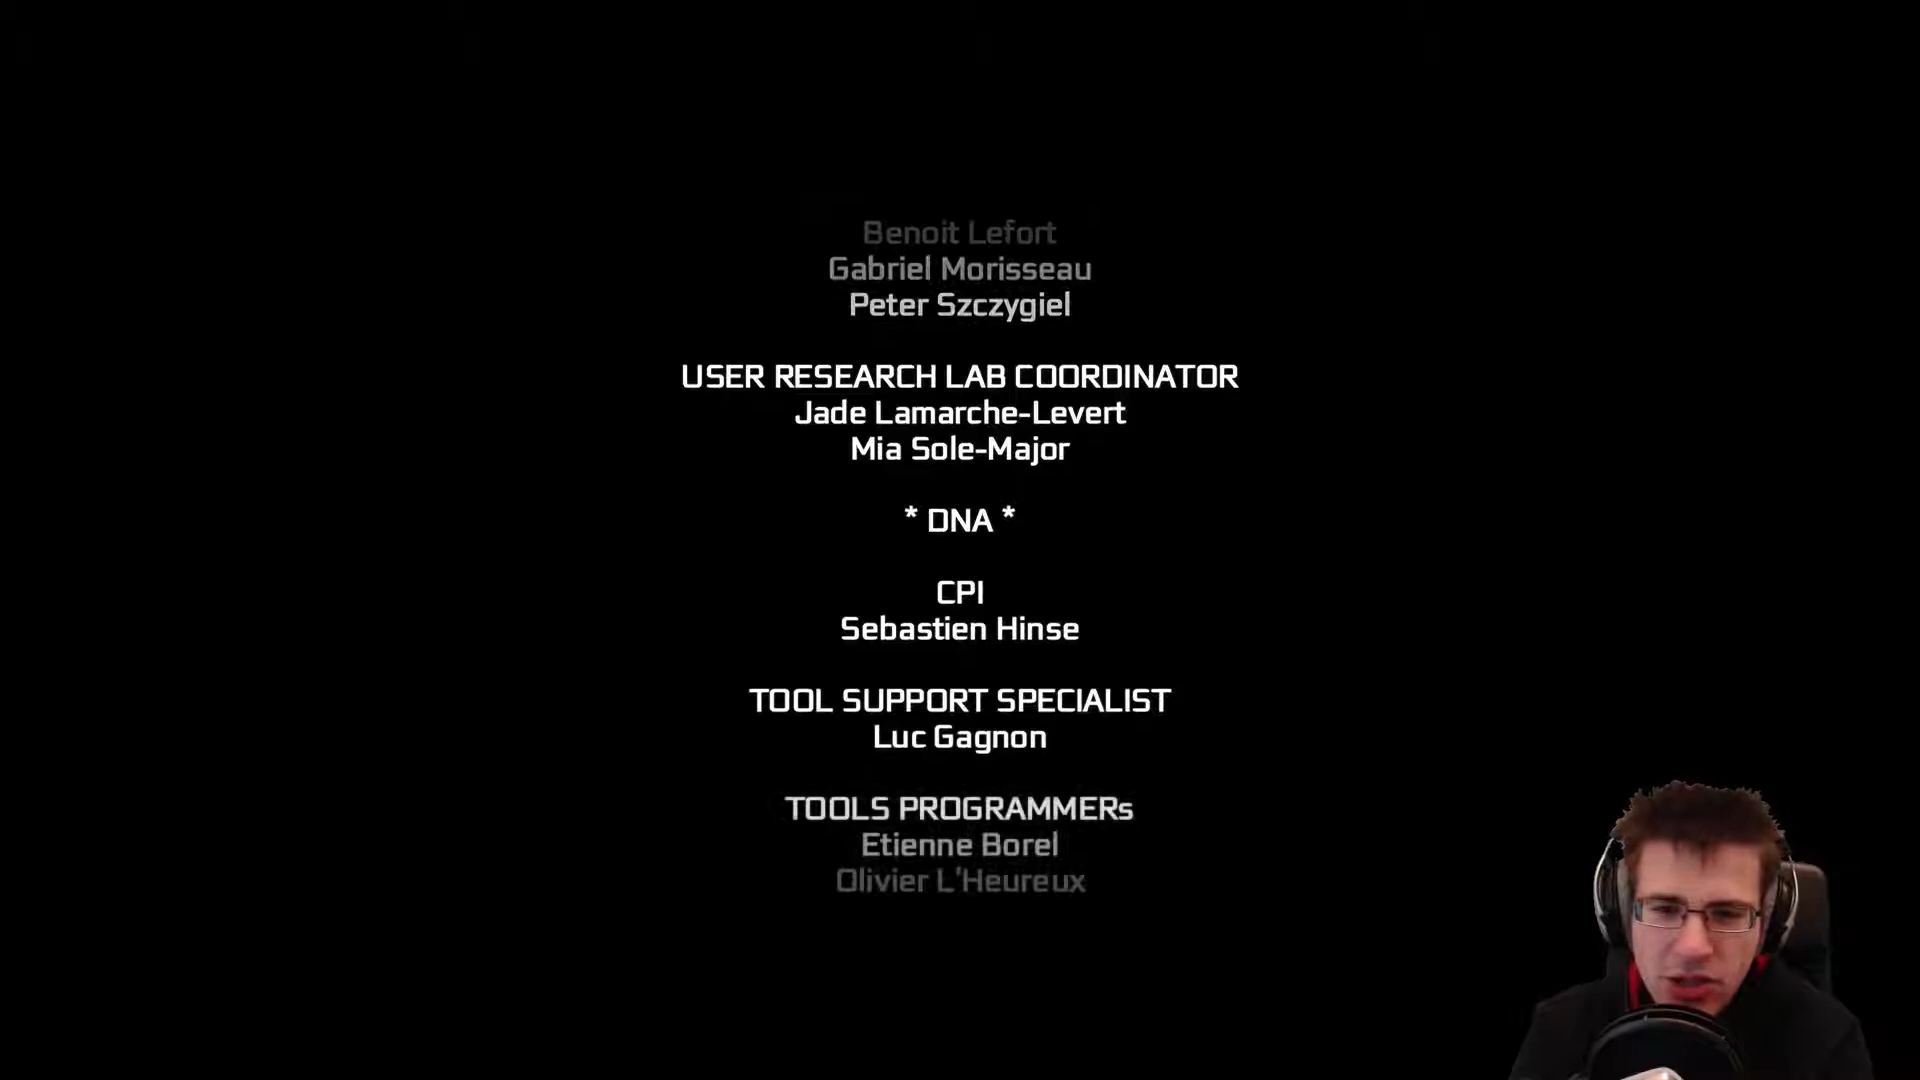 Benoit Lefort
Gabriel Morisseau
Peter Szczygiel
USER RESEARCH LAB COORDINATOR
Jade Lamarche-Levert
Mia Sole-Major
* DNA *
CPI
Sebastien Hinse
TOOL SUPPORT SPECIALIST
Luc Gagnon
TOOLS PROGRAMMERs
Etienne Borel
Olivier L'Heureux